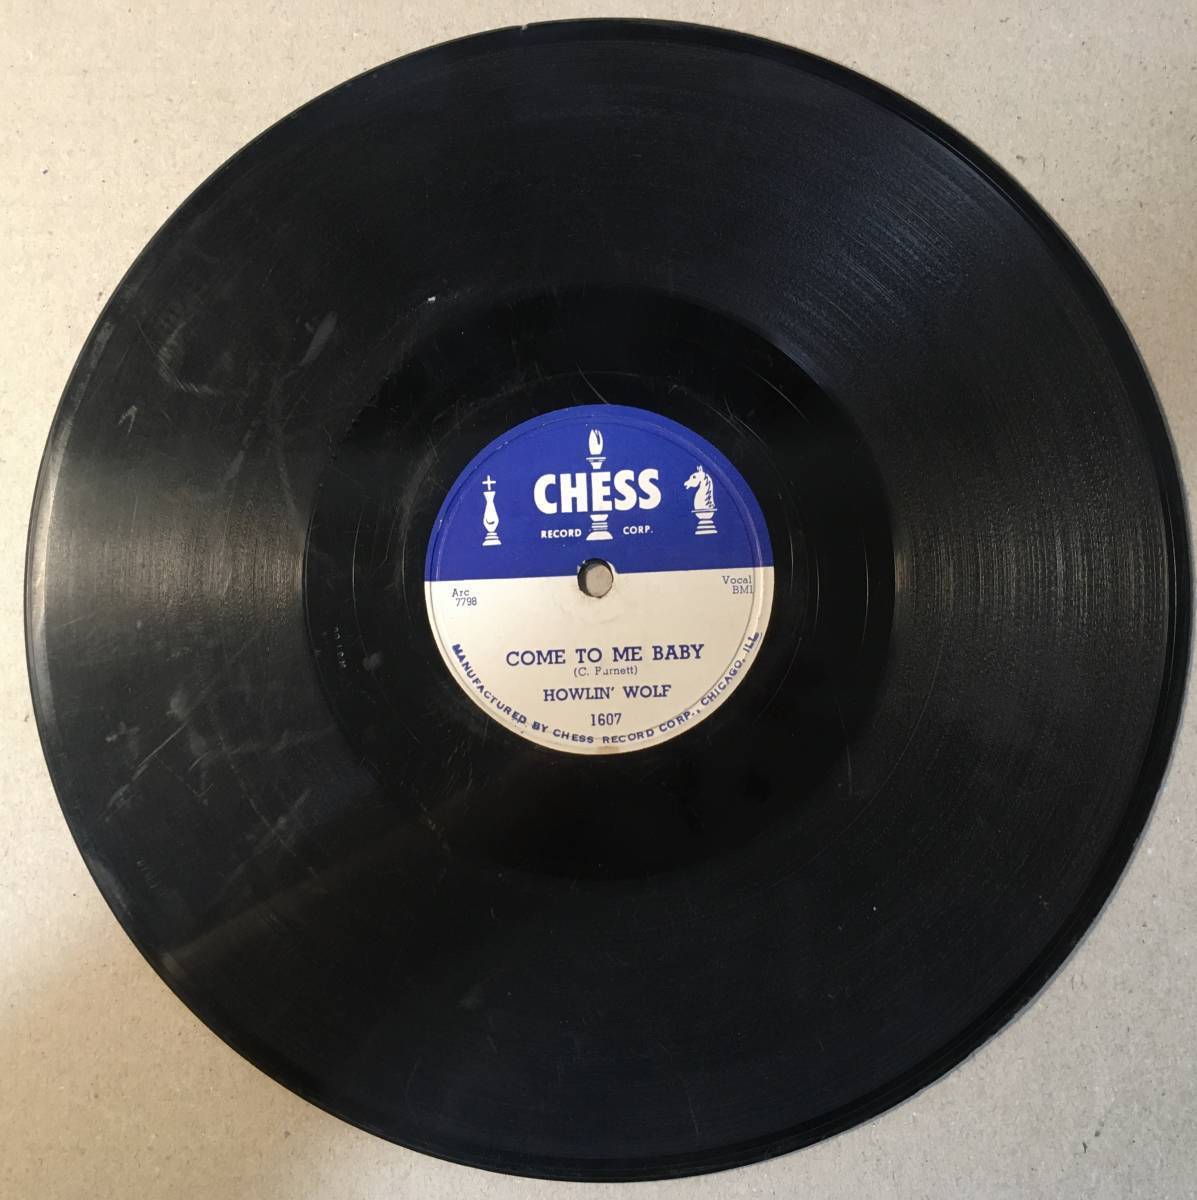 CHESS
RECORD CORP.
Arc
7798
Vocal
BMI
COME TO ME BABY
(C. Burnett)
HOWLIN' WOLF
1607
MANUFACTURED BY CHESS RECORD CORP., CHICAGO, ILL.